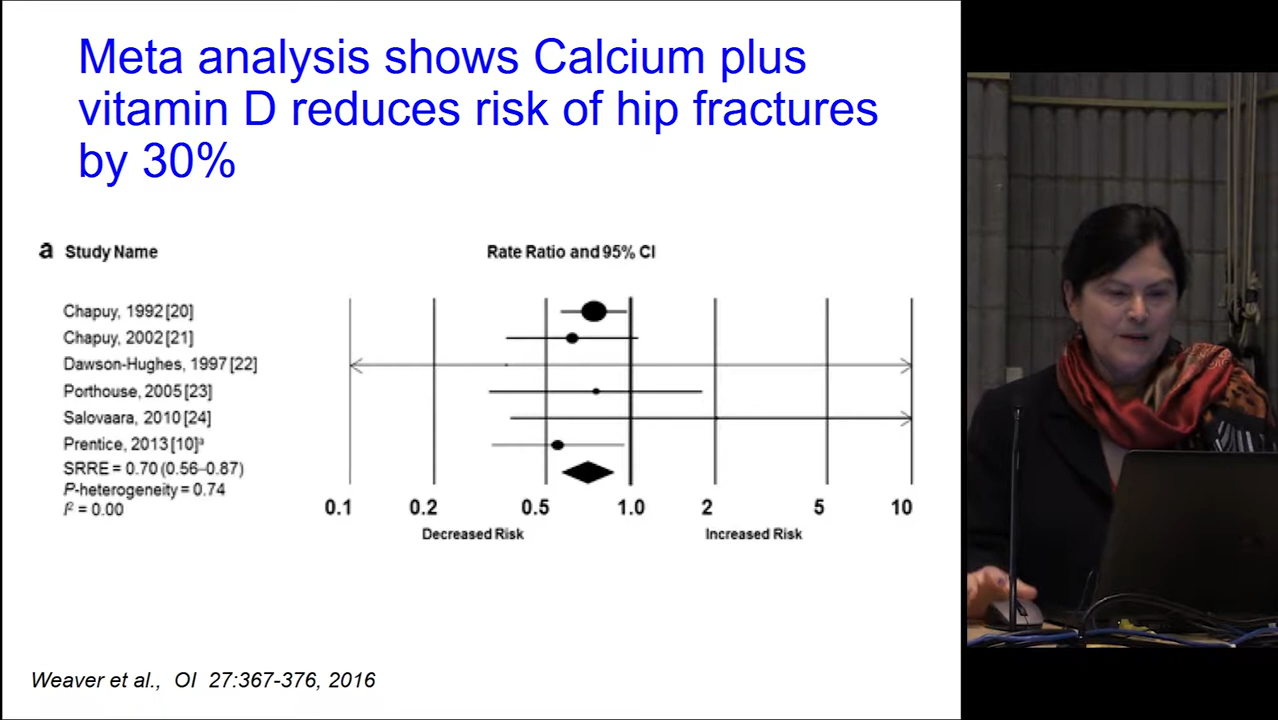 Meta analysis shows Calcium plus
vitamin D reduces risk of hip fractures
by 30%
a Study Name
Rate Ratio and 95% CI
Chapuy, 1992 [20]
Chapuy, 2002 [21]
Dawson-Hughes, 1997 [22]
Porthouse, 2005 [23]
Salovaara, 2010 [24]
Prentice, 2013 [10]ᵃ
SRRE = 0.70 (0.56–0.87)
P-heterogeneity = 0.74
I² = 0.00
0.1 0.2 0.5 1.0 2 5 10
Decreased Risk Increased Risk
Weaver et al., OI 27:367-376, 2016